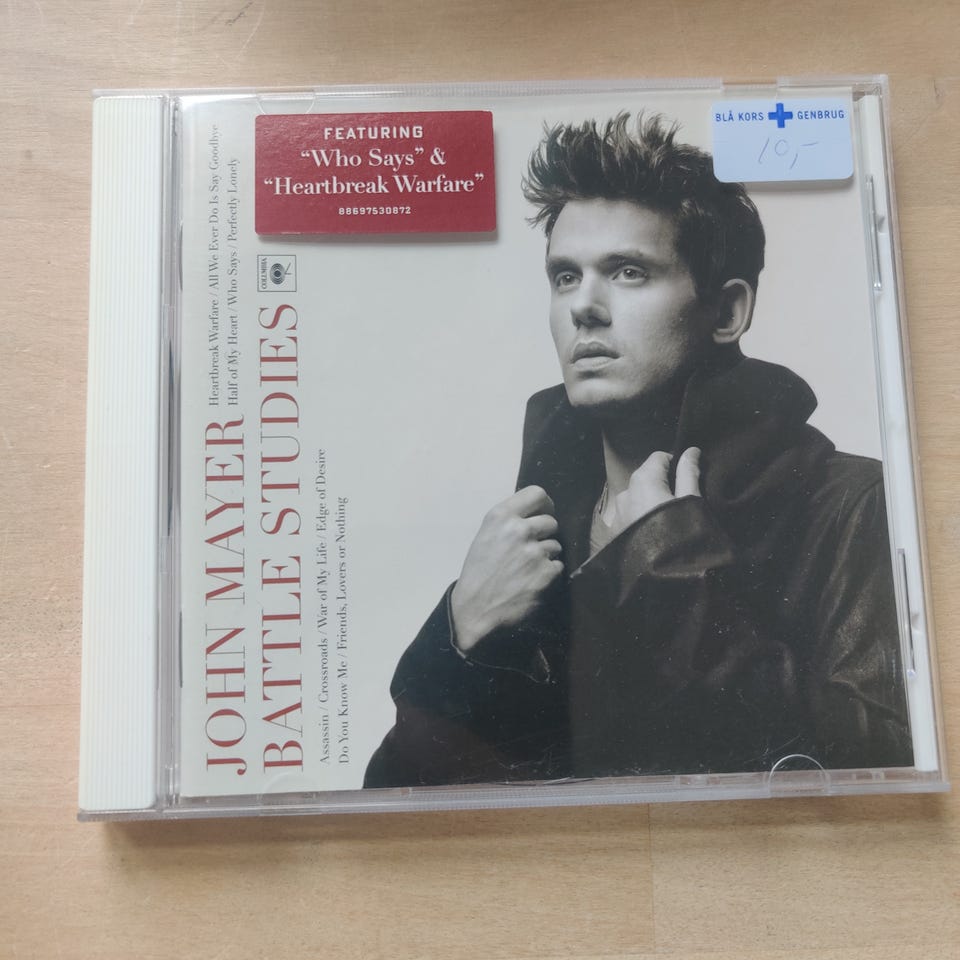 FEATURING
“Who Says” &
“Heartbreak Warfare”
88697530872
BLÅ KORS GENBRUG
10,-
COLUMBIA
JOHN MAYER
BATTLE STUDIES
Heartbreak Warfare / All We Ever Do Is Say Goodbye
Half of My Heart / Who Says / Perfectly Lonely
Assassin / Crossroads / War of My Life / Edge of Desire
Do You Know Me / Friends, Lovers or Nothing